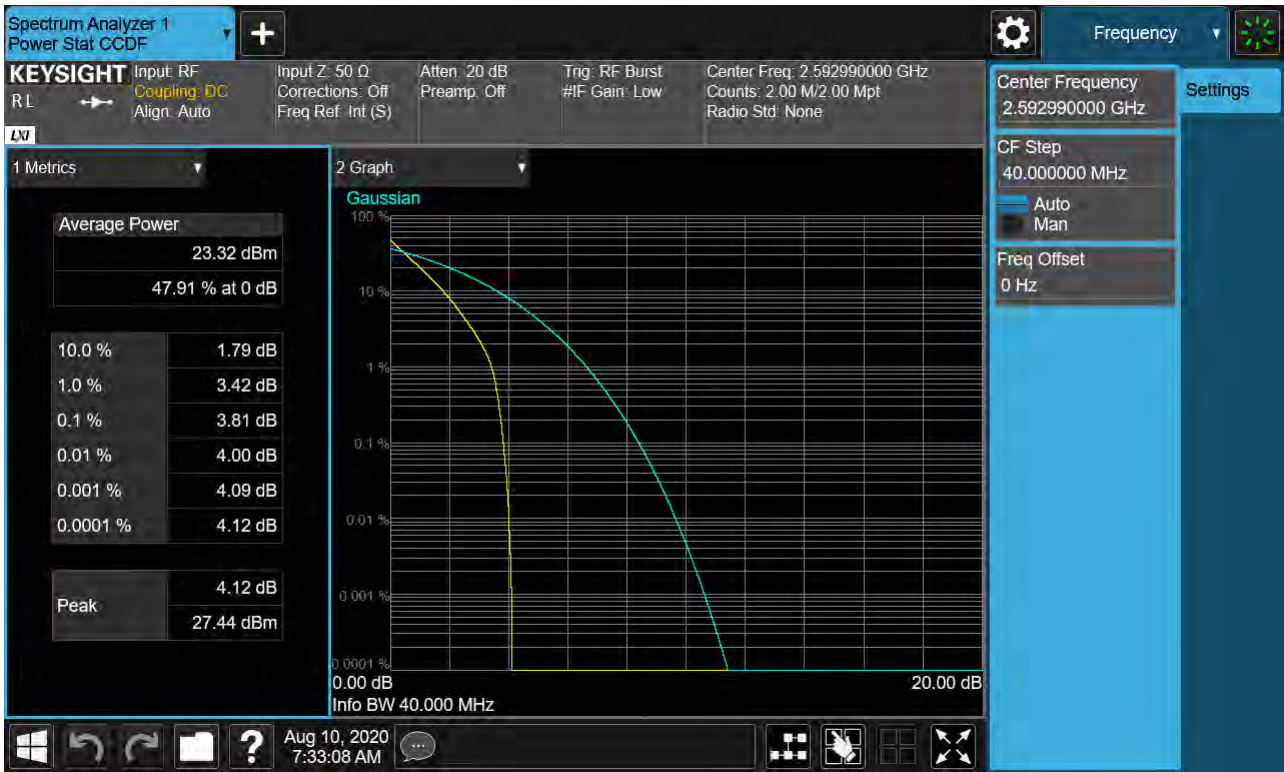 Spectrum Analyzer 1
Power Stat CCDF
Frequency
KEYSIGHT
RL
LXI
Input: RF
Coupling: DC
Align: Auto
Input Z: 50 Ω
Corrections: Off
Freq Ref: Int (S)
Atten: 20 dB
Preamp: Off
Trig: RF Burst
#IF Gain: Low
Center Freq: 2.592990000 GHz
Counts: 2.00 M/2.00 Mpt
Radio Std: None
Center Frequency
2.592990000 GHz
Settings
CF Step
40.000000 MHz
Auto
Man
Freq Offset
0 Hz
1 Metrics
Average Power
23.32 dBm
47.91 % at 0 dB
10.0 % 1.79 dB
1.0 % 3.42 dB
0.1 % 3.81 dB
0.01 % 4.00 dB
0.001 % 4.09 dB
0.0001 % 4.12 dB
Peak
4.12 dB
27.44 dBm
2 Graph
Gaussian
100 %
10 %
1 %
0.1 %
0.01 %
0.001 %
0.0001 %
0.00 dB 20.00 dB
Info BW 40.000 MHz
?
Aug 10, 2020
7:33:08 AM